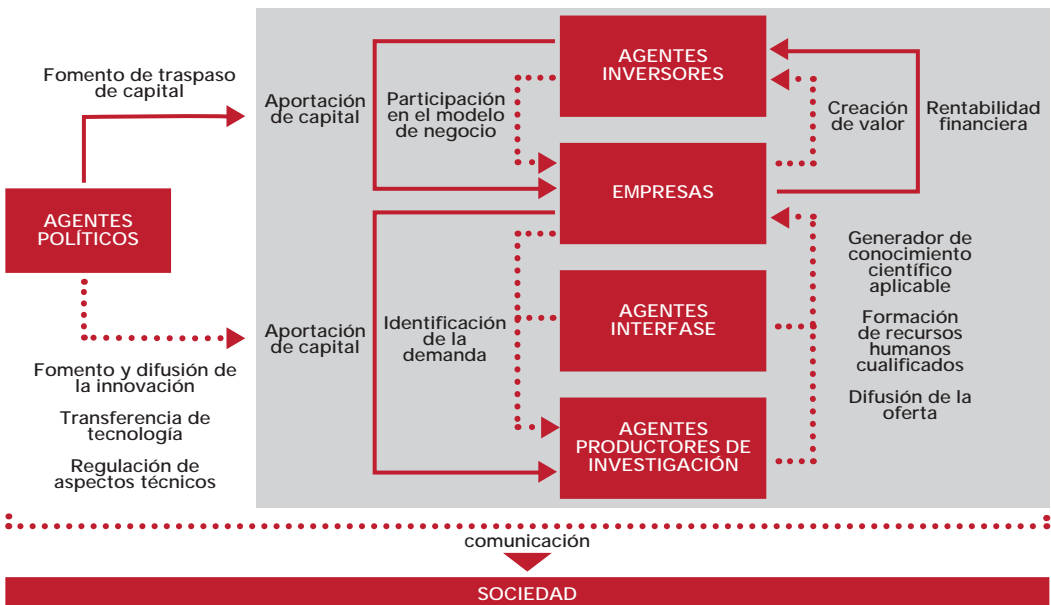 Fomento de traspaso
de capital
AGENTES
POLÍTICOS
Fomento y difusión de
la innovación
Transferencia de
tecnología
Regulación de
aspectos técnicos
Aportación
de capital
Participación
en el modelo
de negocio
AGENTES
INVERSORES
Creación
de valor
Rentabilidad
financiera
EMPRESAS
Aportación
de capital
Identificación
de la
demanda
AGENTES
INTERFASE
AGENTES
PRODUCTORES DE
INVESTIGACIÓN
Generador de
conocimiento
científico
aplicable
Formación
de recursos
humanos
cualificados
Difusión de la
oferta
comunicación
SOCIEDAD